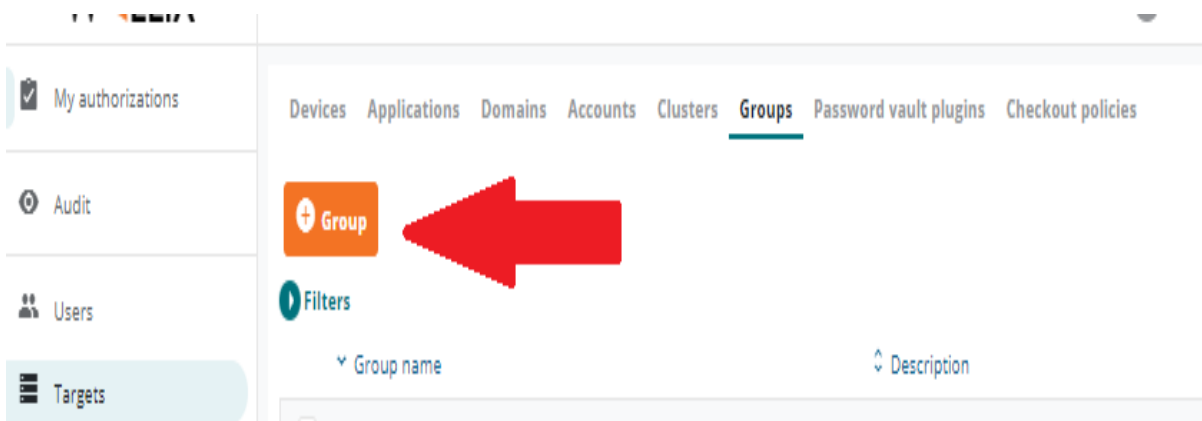 My authorizations
Audit
Users
Targets
Devices Applications Domains Accounts Clusters Groups Password vault plugins Checkout policies
Group
Filters
Group name Description